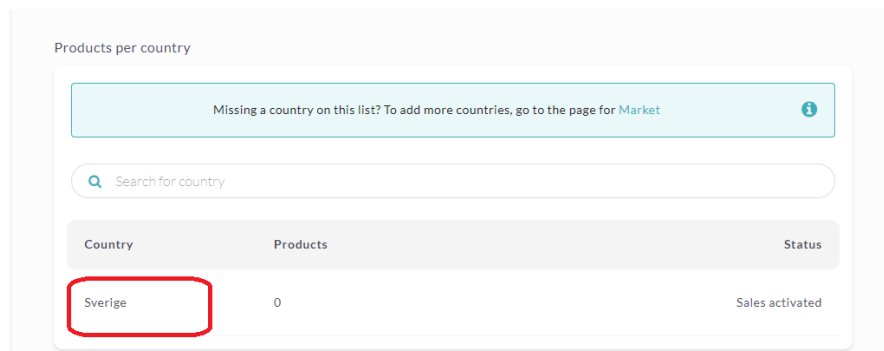 Products per country
Missing a country on this list? To add more countries, go to the page for Market
Search for country
Country Products Status
Sverige 0 Sales activated